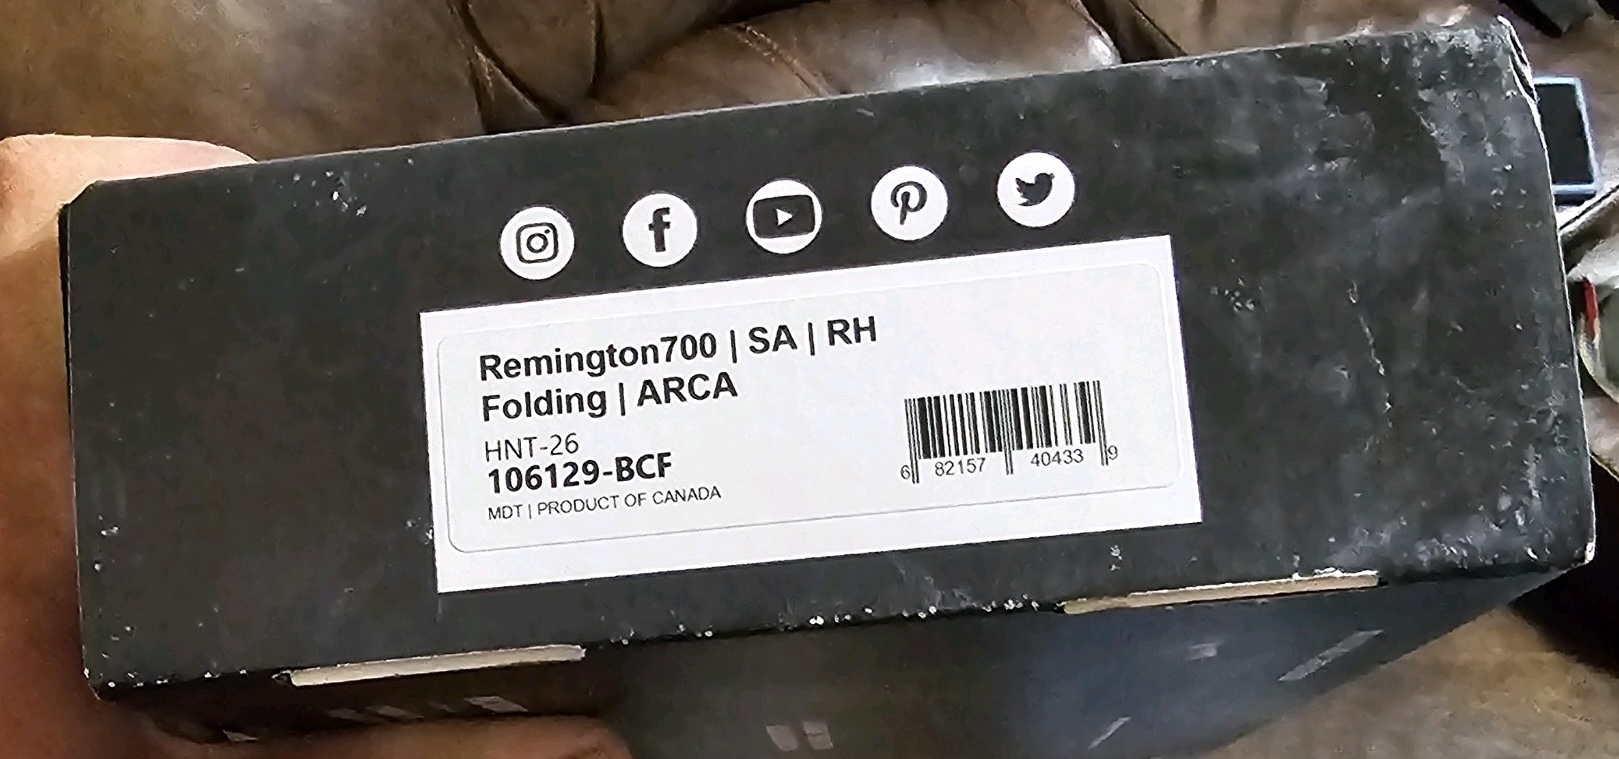 Remington700 | SA | RH
Folding | ARCA
HNT-26
106129-BCF
MDT | PRODUCT OF CANADA
6 82157 40433 9